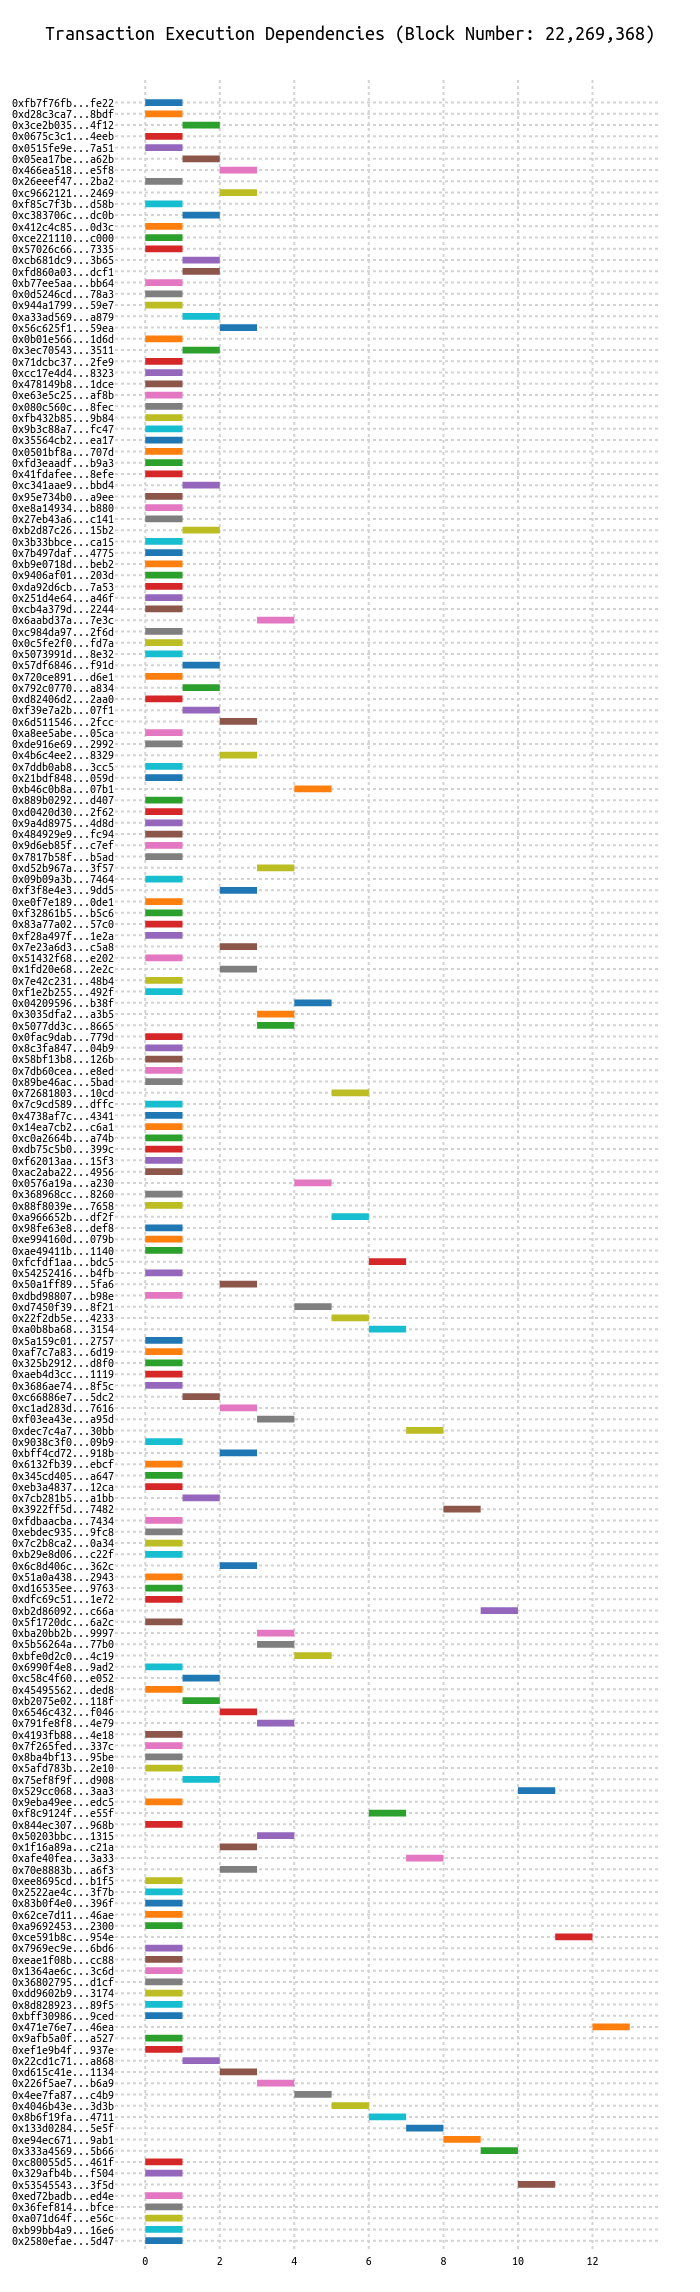 Transaction Execution Dependencies (Block Number: 22,269,368)
0xfb7f76fb...fe22
0xd28c3ca7...8bdf
0x3ce2b035...4f12
0x0675c3c1...4eeb
0x0515fe9e...7a51
0x05ea17be...a62b
0x466ea518...e5f8
0x26eeef47...2ba2
0xc9662121...2469
0xf85c7f3b...d58b
0xc383706c...dc0b
0x412c4c85...0d3c
0xce221110...c000
0x57026c66...7335
0xcb681dc9...3b65
0xfd860a03...dcf1
0xb77ee5aa...bb64
0x0d5246cd...78a3
0x944a1799...59e7
0xa33ad569...a879
0x56c625f1...59ea
0x0b01e566...1d6d
0x3ec70543...3511
0x71dcbc37...2fe9
0xcc17e4d4...8323
0x478149b8...1dce
0xe63e5c25...af8b
0x080c560c...8fec
0xfb432b85...9b84
0x9b3c88a7...fc47
0x35564cb2...ea17
0x0501bf8a...707d
0xfd3eaadf...b9a3
0x41fdafee...8efe
0xc341aae9...bbd4
0x95e734b0...a9ee
0xe8a14934...b880
0x27eb43a6...c141
0xb2d87c26...15b2
0x3b33bbce...ca15
0x7b497daf...4775
0xb9e0718d...beb2
0x9406af01...203d
0xda92d6cb...7a53
0x251d4e64...a46f
0xcb4a379d...2244
0x6aabd37a...7e3c
0xc984da97...2f6d
0x0c5fe2f0...fd7a
0x5073991d...8e32
0x57df6846...f91d
0x720ce891...d6e1
0x792c0770...a834
0xd82406d2...2aa0
0xf39e7a2b...07f1
0x6d511546...2fcc
0xa8ee5abe...05ca
0xde916e69...2992
0x4b6c4ee2...8329
0x7ddb0ab8...3cc5
0x21bdf848...059d
0xb46c0b8a...07b1
0x889b0292...d407
0xd0420d30...2f62
0x9a4d8975...4d8d
0x484929e9...fc94
0x9d6eb85f...c7ef
0x7817b58f...b5ad
0xd52b967a...3f57
0x09b09a3b...7464
0xf3f8e4e3...9dd5
0xe0f7e189...0de1
0xf32861b5...b5c6
0x83a77a02...57c0
0xf28a497f...1e2a
0x7e23a6d3...c5a8
0x51432f68...e202
0x1fd20e68...2e2c
0x7e42c231...48b4
0xf1e2b255...492f
0x04209596...b38f
0x3035dfa2...a3b5
0x5077dd3c...8665
0x0fac9dab...779d
0x8c3fa847...04b9
0x58bf13b8...126b
0x7db60cea...e8ed
0x89be46ac...5bad
0x72681803...10cd
0x7c9cd589...dffc
0x4738af7c...4341
0x14ea7cb2...c6a1
0xc0a2664b...a74b
0xdb75c5b0...399c
0xf62013aa...15f3
0xac2aba22...4956
0x0576a19a...a230
0x368968cc...8260
0x88f8039e...7658
0xa966652b...df2f
0x98fe63e8...def8
0xe994160d...079b
0xae49411b...1140
0xfcfdf1aa...bdc5
0x54252416...b4fb
0x50a1ff89...5fa6
0xdbd98807...b98e
0xd7450f39...8f21
0x22f2db5e...4233
0xa0b8ba68...3154
0x5a159c01...2757
0xaf7c7a83...6d19
0x325b2912...d8f0
0xaeb4d3cc...1119
0x3686ae74...8f5c
0xc66886e7...5dc2
0xc1ad283d...7616
0xf03ea43e...a95d
0xdec7c4a7...30bb
0x9038c3f0...09b9
0xbff4cd72...918b
0x6132fb39...ebcf
0x345cd405...a647
0xeb3a4837...12ca
0x7cb281b5...a1bb
0x3922ff5d...7482
0xfdbaacba...7434
0xebdec935...9fc8
0x7c2b8ca2...0a34
0xb29e8d06...c22f
0x6c8d406c...362c
0x51a0a438...2943
0xd16535ee...9763
0xdfc69c51...1e72
0xb2d86092...c66a
0x5f1720dc...6a2c
0xba20bb2b...9997
0x5b56264a...77b0
0xbfe0d2c0...4c19
0x6990f4e8...9ad2
0xc58c4f60...e052
0x45495562...ded8
0xb2075e02...118f
0x6546c432...f046
0x791fe8f8...4e79
0x4193fb88...4e18
0x7f265fed...337c
0x8ba4bf13...95be
0x5afd783b...2e10
0x75ef8f9f...d908
0x529cc068...3aa3
0x9eba49ee...edc5
0xf8c9124f...e55f
0x844ec307...968b
0x50203bbc...1315
0x1f16a89a...c21a
0xafe40fea...3a33
0x70e8883b...a6f3
0xee8695cd...b1f5
0x2522ae4c...3f7b
0x83b0f4e0...396f
0x62ce7d11...46ae
0xa9692453...2300
0xce591b8c...954e
0x7969ec9e...6bd6
0xeae1f08b...cc88
0x1364ae6c...3c6d
0x36802795...d1cf
0xdd9602b9...3174
0x8d828923...89f5
0xbff30986...9ced
0x471e76e7...46ea
0x9afb5a0f...a527
0xef1e9b4f...937e
0x22cd1c71...a868
0xd615c41e...1134
0x226f5ae7...b6a9
0x4ee7fa87...c4b9
0x4046b43e...3d3b
0x8b6f19fa...4711
0x133d0284...5e5f
0xe94ec671...9ab1
0x333a4569...5b66
0xc80055d5...461f
0x329afb4b...f504
0x53545543...3f5d
0xed72badb...ed4e
0x36fef814...bfce
0xa071d64f...e56c
0xb99bb4a9...16e6
0x2580efae...5d47
0 2 4 6 8 10 12